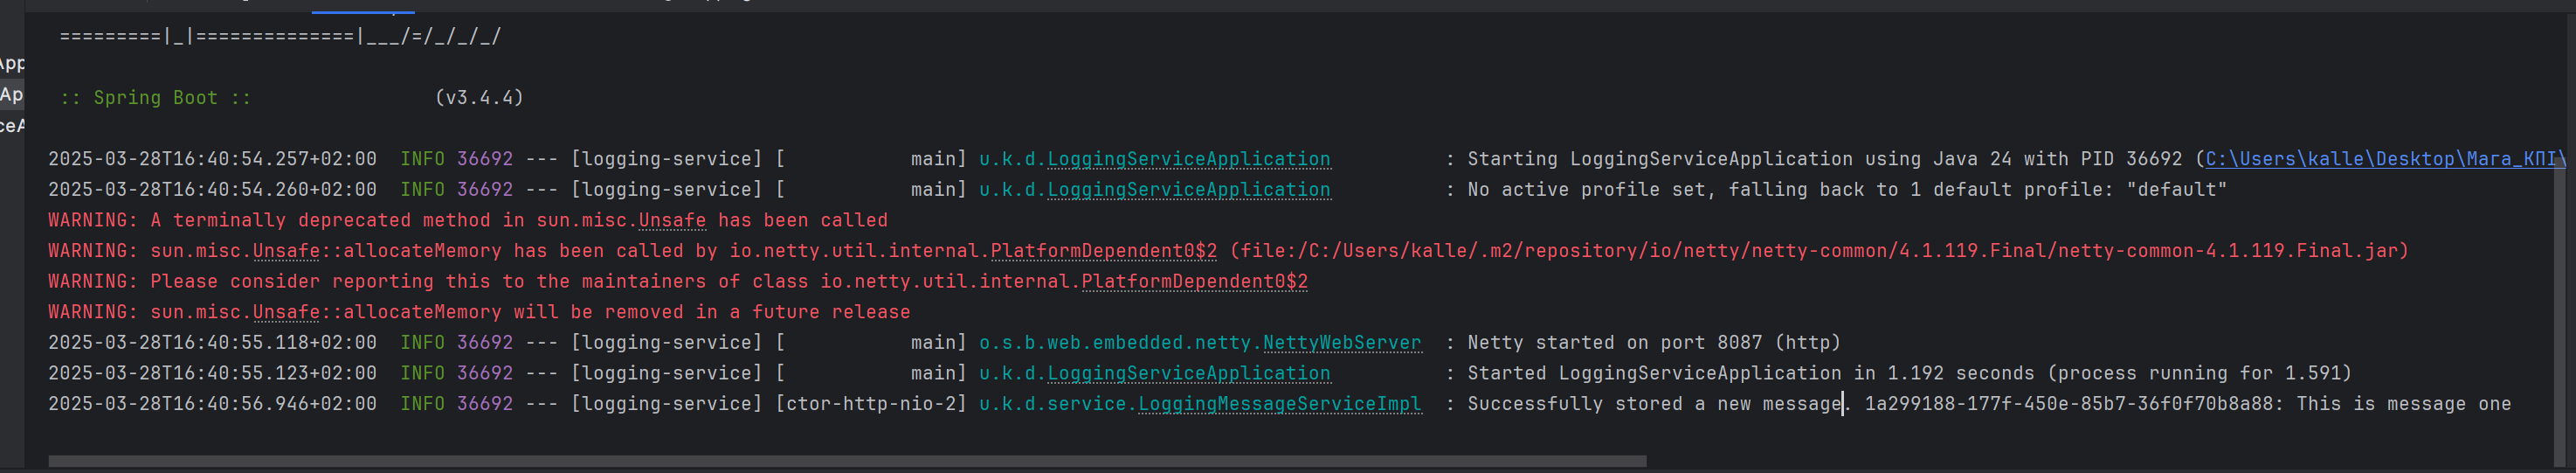 App
Ap
ceA
=========|_|==============|___/=/_/_/_/
:: Spring Boot :: (v3.4.4)
2025-03-28T16:40:54.257+02:00 INFO 36692 --- [logging-service] [ main] u.k.d.LoggingServiceApplication : Starting LoggingServiceApplication using Java 24 with PID 36692 (C:\Users\kalle\Desktop\Mara_КПІ\
2025-03-28T16:40:54.260+02:00 INFO 36692 --- [logging-service] [ main] u.k.d.LoggingServiceApplication : No active profile set, falling back to 1 default profile: "default"
WARNING: A terminally deprecated method in sun.misc.Unsafe has been called
WARNING: sun.misc.Unsafe::allocateMemory has been called by io.netty.util.internal.PlatformDependent0$2 (file:/C:/Users/kalle/.m2/repository/io/netty/netty-common/4.1.119.Final/netty-common-4.1.119.Final.jar)
WARNING: Please consider reporting this to the maintainers of class io.netty.util.internal.PlatformDependent0$2
WARNING: sun.misc.Unsafe::allocateMemory will be removed in a future release
2025-03-28T16:40:55.118+02:00 INFO 36692 --- [logging-service] [ main] o.s.b.web.embedded.netty.NettyWebServer : Netty started on port 8087 (http)
2025-03-28T16:40:55.123+02:00 INFO 36692 --- [logging-service] [ main] u.k.d.LoggingServiceApplication : Started LoggingServiceApplication in 1.192 seconds (process running for 1.591)
2025-03-28T16:40:56.946+02:00 INFO 36692 --- [logging-service] [ctor-http-nio-2] u.k.d.service.LoggingMessageServiceImpl : Successfully stored a new message. 1a299188-177f-450e-85b7-36f0f70b8a88: This is message one